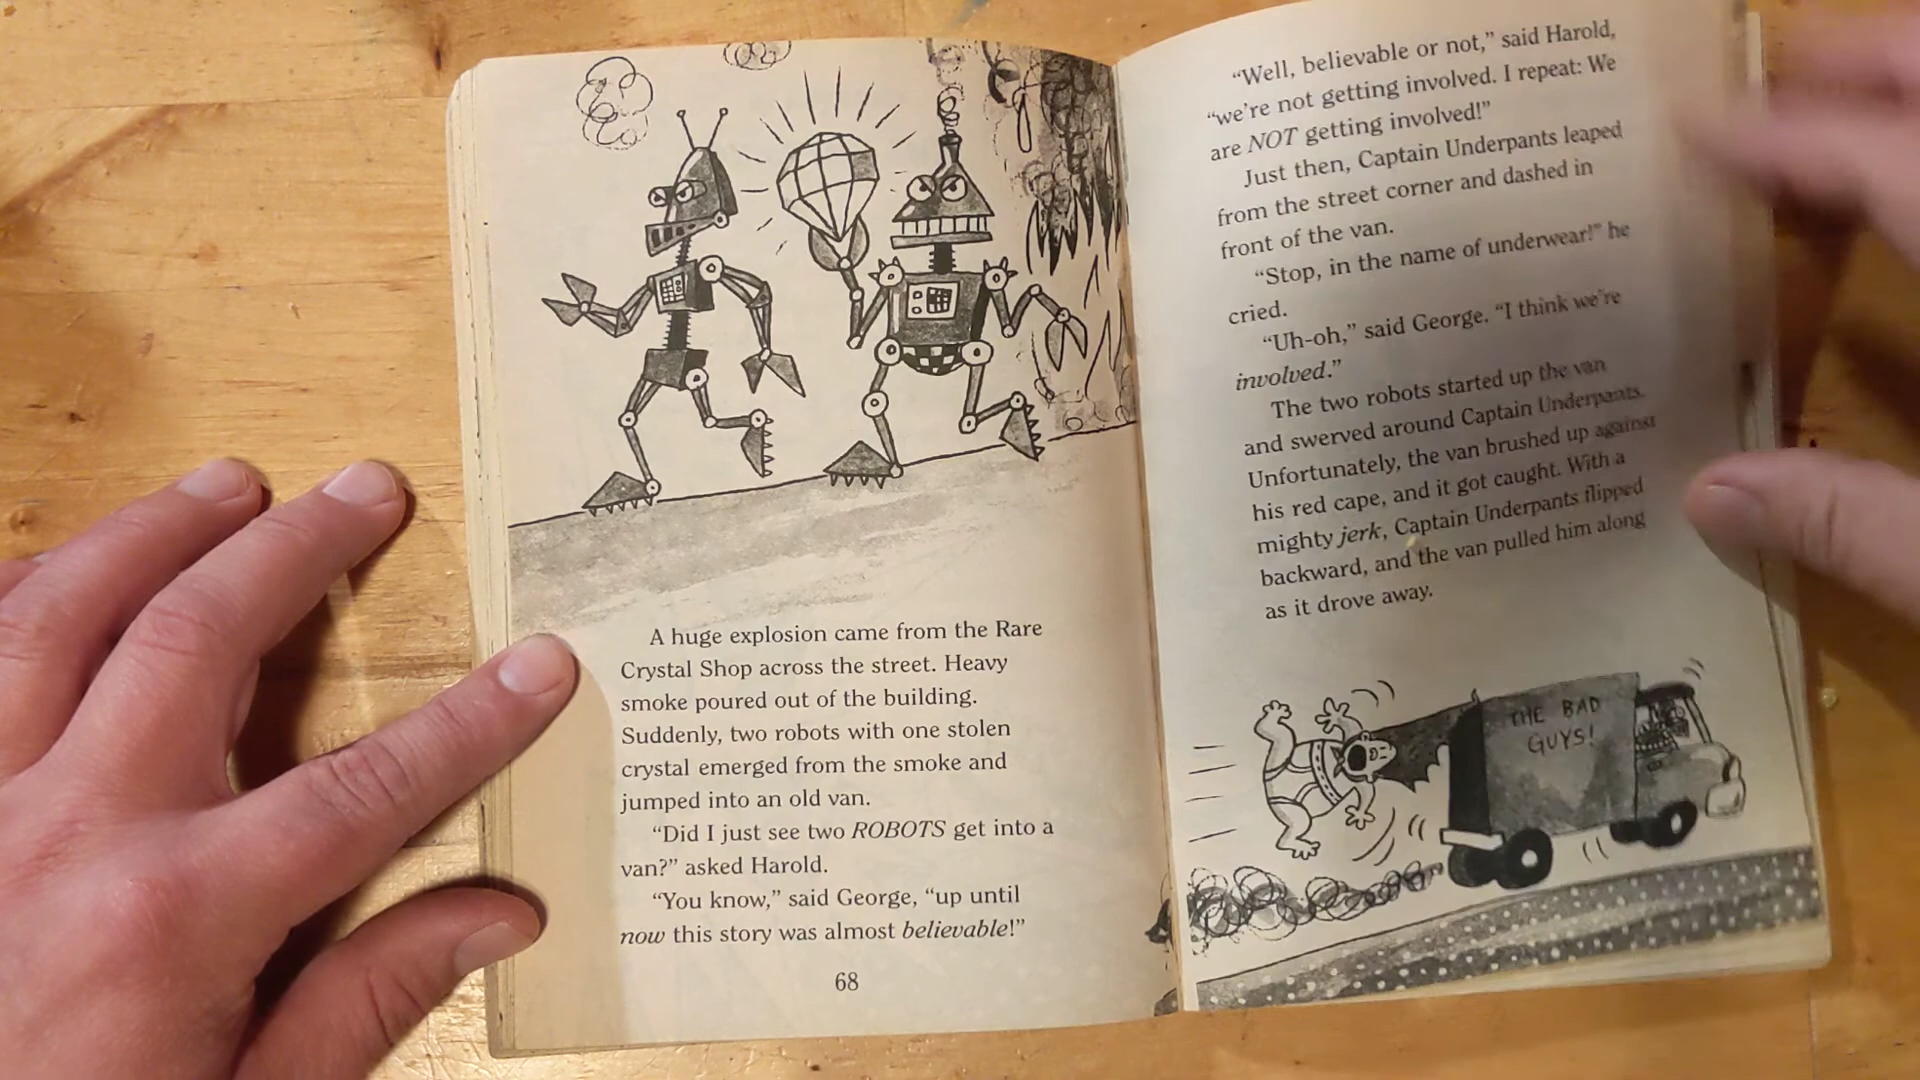 A huge explosion came from the Rare
Crystal Shop across the street. Heavy
smoke poured out of the building.
Suddenly, two robots with one stolen
crystal emerged from the smoke and
jumped into an old van.
“Did I just see two ROBOTS get into a
van?” asked Harold.
“You know,” said George, “up until
now this story was almost believable!”
68
“Well, believable or not,” said Harold,
“we’re not getting involved. I repeat: We
are NOT getting involved!”
Just then, Captain Underpants leaped
from the street corner and dashed in
front of the van.
“Stop, in the name of underwear!” he
cried.
“Uh-oh,” said George. “I think we’re
involved.”
The two robots started up the van
and swerved around Captain Underpants.
Unfortunately, the van brushed up against
his red cape, and it got caught. With a
mighty jerk, Captain Underpants flipped
backward, and the van pulled him along
as it drove away.
THE BAD
GUYS!